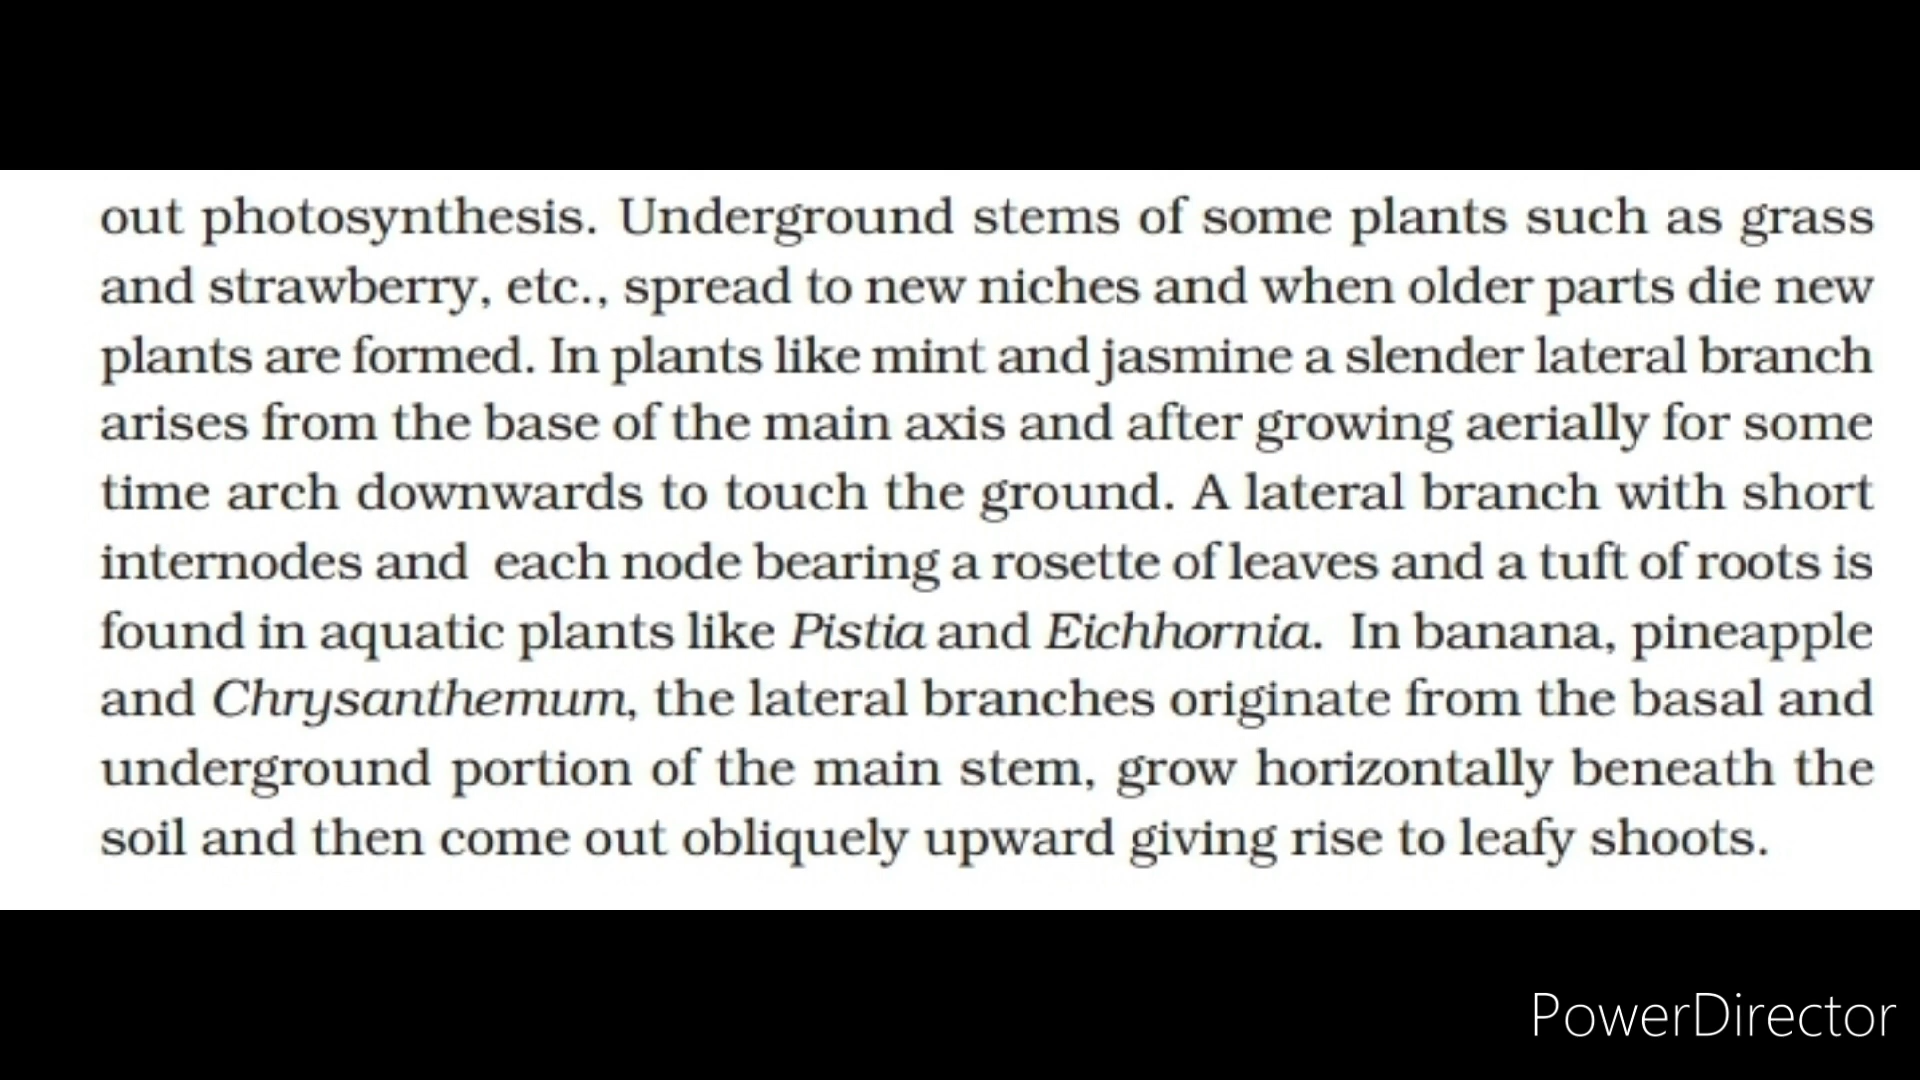 out photosynthesis. Underground stems of some plants such as grass
and strawberry, etc., spread to new niches and when older parts die new
plants are formed. In plants like mint and jasmine a slender lateral branch
arises from the base of the main axis and after growing aerially for some
time arch downwards to touch the ground. A lateral branch with short
internodes and each node bearing a rosette of leaves and a tuft of roots is
found in aquatic plants like Pistia and Eichhornia. In banana, pineapple
and Chrysanthemum, the lateral branches originate from the basal and
underground portion of the main stem, grow horizontally beneath the
soil and then come out obliquely upward giving rise to leafy shoots.
PowerDirector